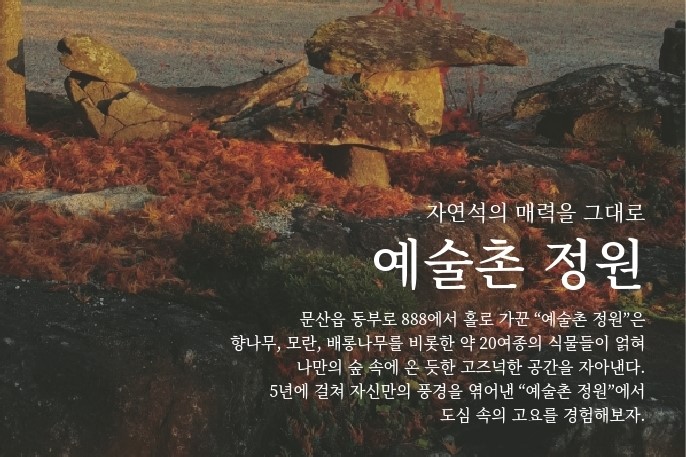 자연석의 매력을 그대로
예술촌 정원
문산읍 동부로 888에서 홀로 가꾼 “예술촌 정원”은
향나무, 모란, 배롱나무를 비롯한 약 20여종의 식물들이 얽혀
나만의 숲 속에 온 듯한 고즈넉한 공간을 자아낸다.
5년에 걸쳐 자신만의 풍경을 엮어낸 “예술촌 정원”에서
도심 속의 고요를 경험해보자.